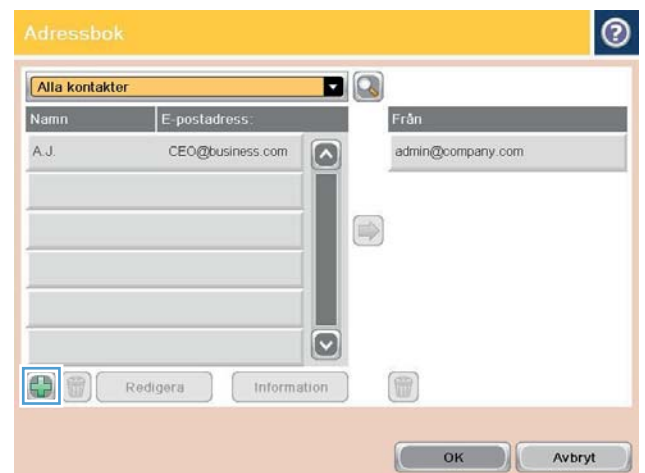 Adressbok
Alla kontakter
Namn E-postadress: Från
A.J. CEO@business.com admin@company.com
Redigera Information
OK Avbryt